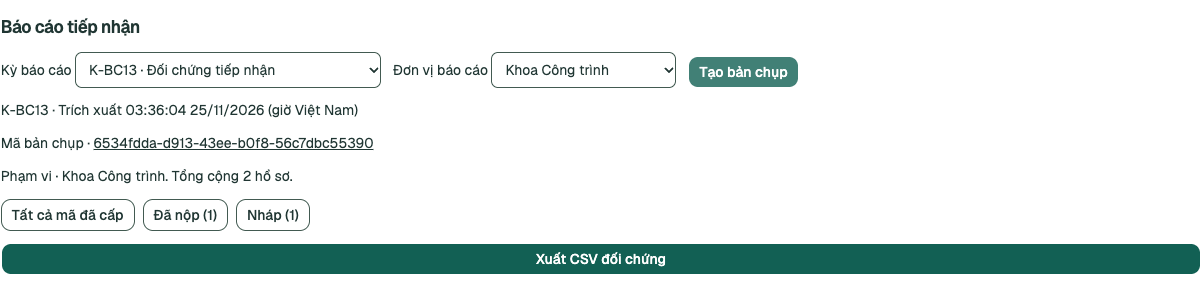 Báo cáo tiếp nhận
Kỳ báo cáo K-BC13 · Đối chứng tiếp nhận Đơn vị báo cáo Khoa Công trình Tạo bản chụp
K-BC13 · Trích xuất 03:36:04 25/11/2026 (giờ Việt Nam)
Mã bản chụp · 6534fdda-d913-43ee-b0f8-56c7dbc55390
Phạm vi · Khoa Công trình. Tổng cộng 2 hồ sơ.
Tất cả mã đã cấp Đã nộp (1) Nháp (1)
Xuất CSV đối chứng